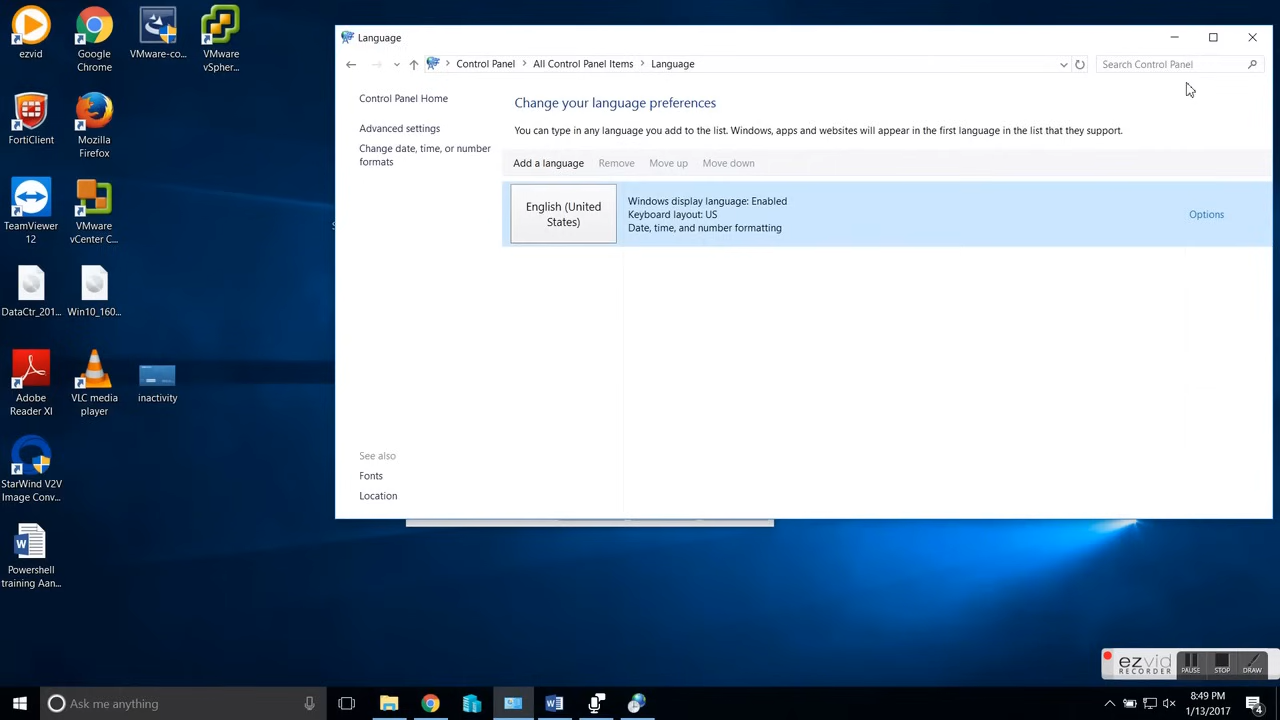 ezvid
Google
Chrome
VMware-co...
VMware
vSpher...
FortiClient
Mozilla
Firefox
TeamViewer
12
VMware
vCenter C...
DataCtr_201...
Win10_160...
Adobe
Reader XI
VLC media
player
inactivity
StarWind V2V
Image Conv...
Powershell
training Aan...
Language
Control Panel
All Control Panel Items
Language
Search Control Panel
Control Panel Home
Advanced settings
Change date, time, or number
formats
See also
Fonts
Location
Change your language preferences
You can type in any language you add to the list. Windows, apps and websites will appear in the first language in the list that they support.
Add a language Remove Move up Move down
English (United
States)
Windows display language: Enabled
Keyboard layout: US
Date, time, and number formatting
Options
ezvid
RECORDER
PAUSE STOP DRAW
Ask me anything
8:49 PM
1/13/2017
4